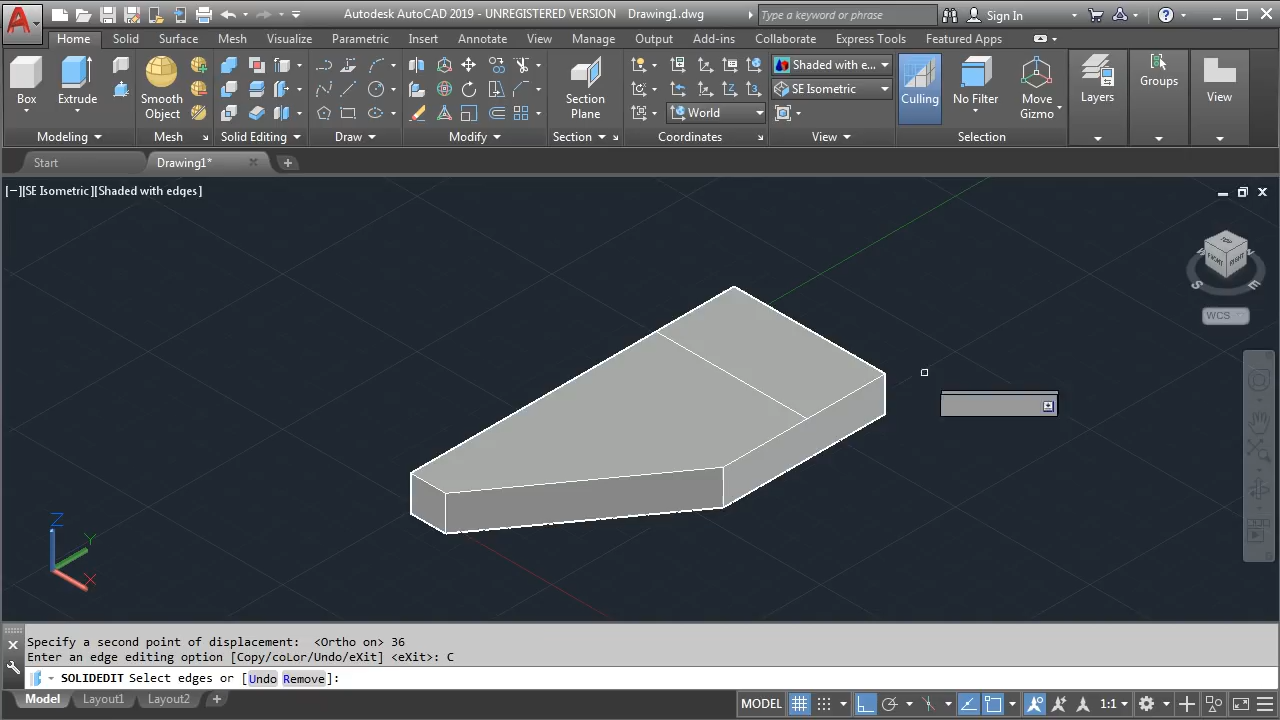 Autodesk AutoCAD 2019 - UNREGISTERED VERSION Drawing1.dwg
Type a keyword or phrase
Sign In
Home Solid Surface Mesh Visualize Parametric Insert Annotate View Manage Output Add-ins Collaborate Express Tools Featured Apps
Box
Extrude
Smooth
Object
Section
Plane
World
Shaded with e...
SE Isometric
Culling
No Filter
Move
Gizmo
Layers
Groups
View
Modeling Mesh Solid Editing Draw Modify Section Coordinates View Selection
Start Drawing1*
[−][SE Isometric][Shaded with edges]
TOP
FRONT RIGHT
W
S
E
WCS
Z
Y
X
Specify a second point of displacement:  <Ortho on> 36
Enter an edge editing option [Copy/coLor/Undo/eXit] <eXit>: C
SOLIDEDIT Select edges or [Undo Remove]:
Model Layout1 Layout2
MODEL
1:1